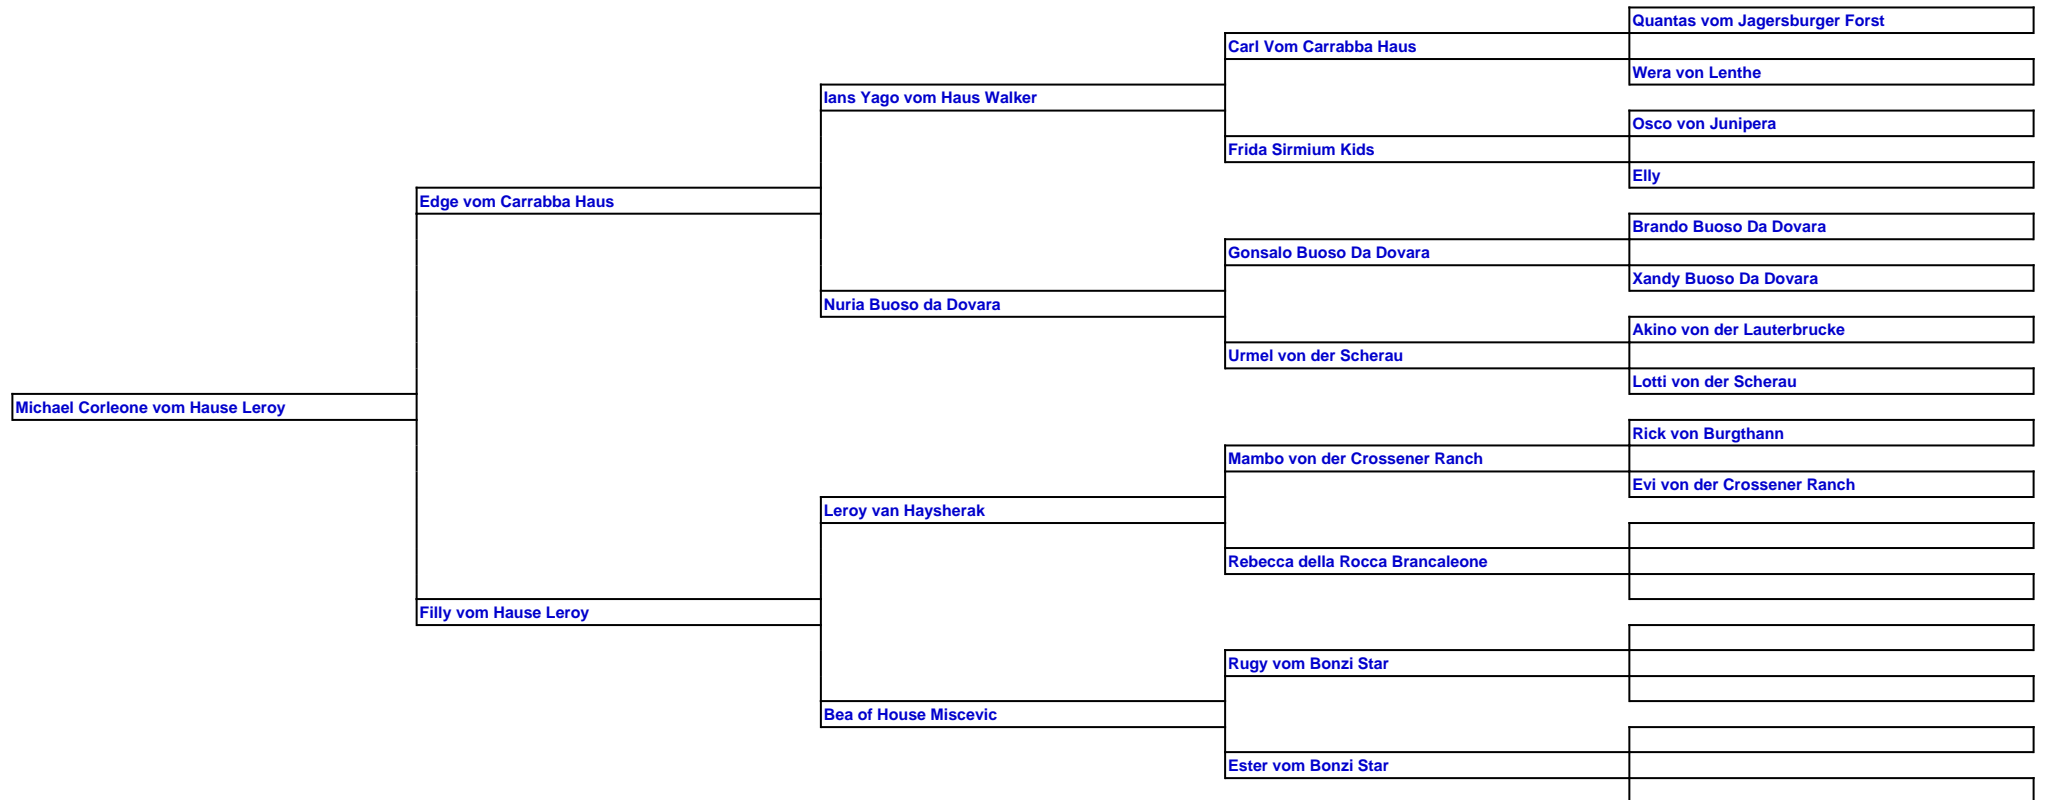 Quantas vom Jagersburger Forst
Carl Vom Carrabba Haus
Wera von Lenthe
Ians Yago vom Haus Walker
Osco von Junipera
Frida Sirmium Kids
Elly
Edge vom Carrabba Haus
Brando Buoso Da Dovara
Gonsalo Buoso Da Dovara
Xandy Buoso Da Dovara
Nuria Buoso da Dovara
Akino von der Lauterbrucke
Urmel von der Scherau
Lotti von der Scherau
Michael Corleone vom Hause Leroy
Rick von Burgthann
Mambo von der Crossener Ranch
Evi von der Crossener Ranch
Leroy van Haysherak
Rebecca della Rocca Brancaleone
Filly vom Hause Leroy
Rugy vom Bonzi Star
Bea of House Miscevic
Ester vom Bonzi Star